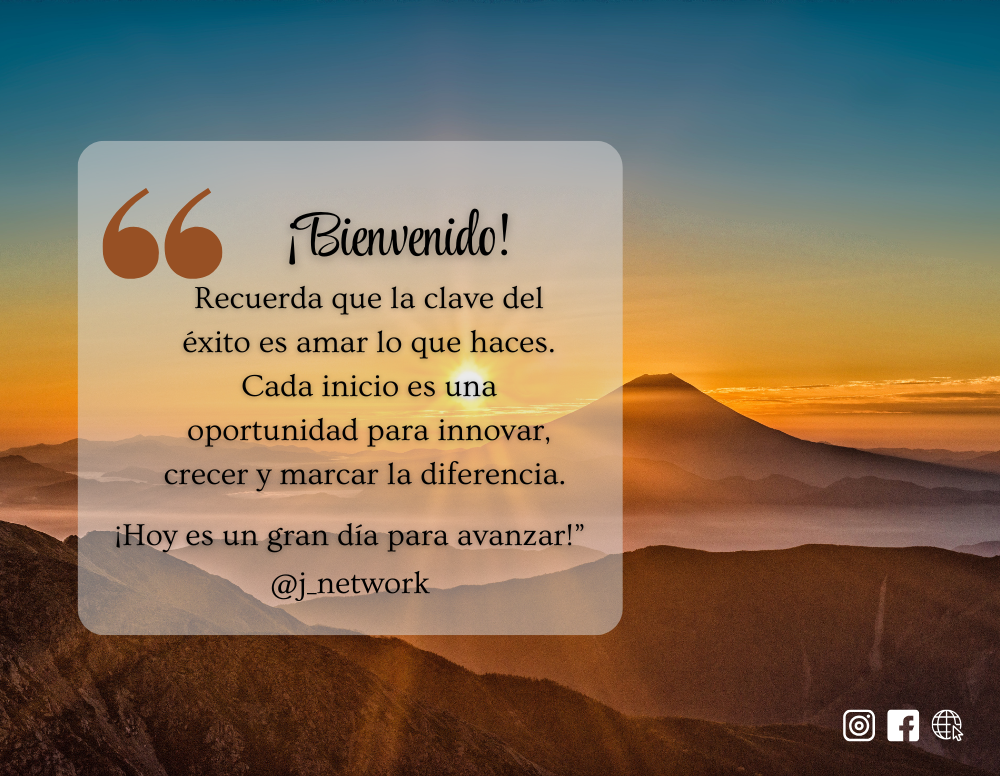 “
¡Bienvenido!
Recuerda que la clave del
éxito es amar lo que haces.
Cada inicio es una
oportunidad para innovar,
crecer y marcar la diferencia.
¡Hoy es un gran día para avanzar!”
@j_network